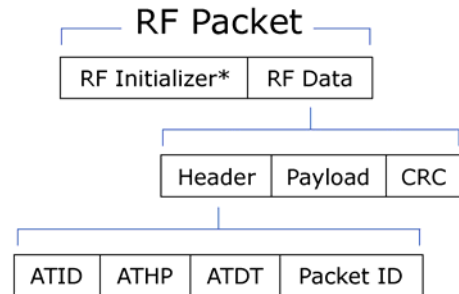 RF Packet
RF Initializer* RF Data
Header Payload CRC
ATID ATHP ATDT Packet ID